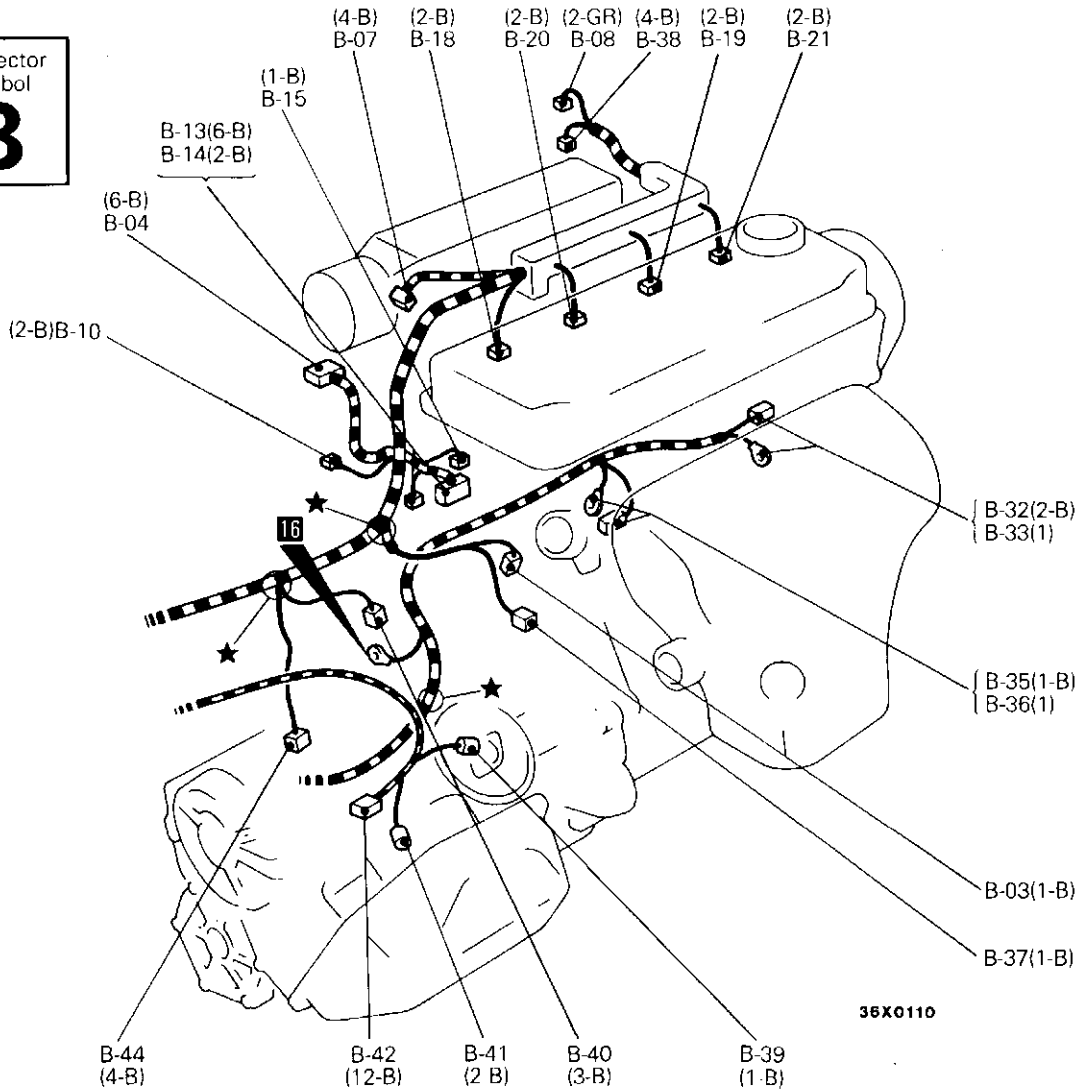 (4-B)
B-07
(2-B)
B-18
(2-B)
B-20
(2-GR)
B-08
(4-B)
B-38
(2-B)
B-19
(2-B)
B-21
ector
bol
B
(1-B)
B-15
B-13(6-B)
B-14(2-B)
(6-B)
B-04
(2-B)B-10
16
B-32(2-B)
B-33(1)
B-35(1-B)
B-36(1)
B-03(1-B)
B-37(1-B)
36X0110
B-44
(4-B)
B-42
(12-B)
B-41
(2 B)
B-40
(3-B)
B-39
(1-B)